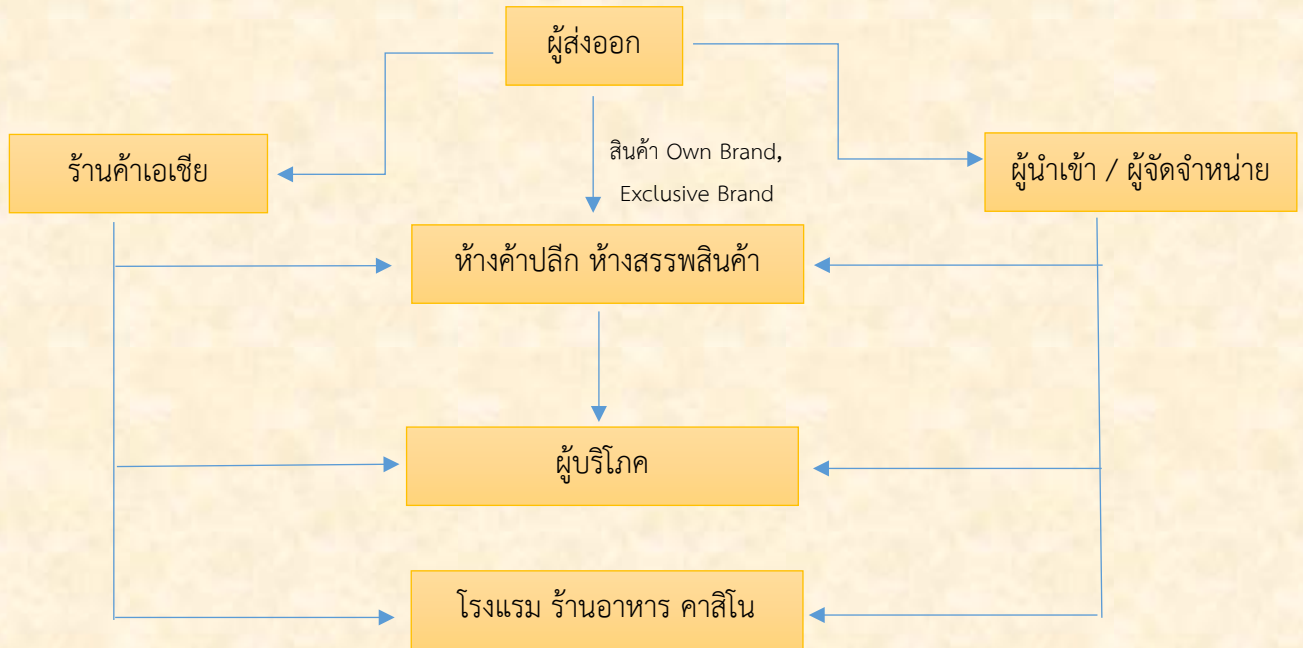 ผู้ส่งออก
สินค้า Own Brand,
Exclusive Brand
ร้านค้าเอเชีย
ผู้นำเข้า / ผู้จัดจำหน่าย
ห้างค้าปลีก ห้างสรรพสินค้า
ผู้บริโภค
โรงแรม ร้านอาหาร คาสิโน